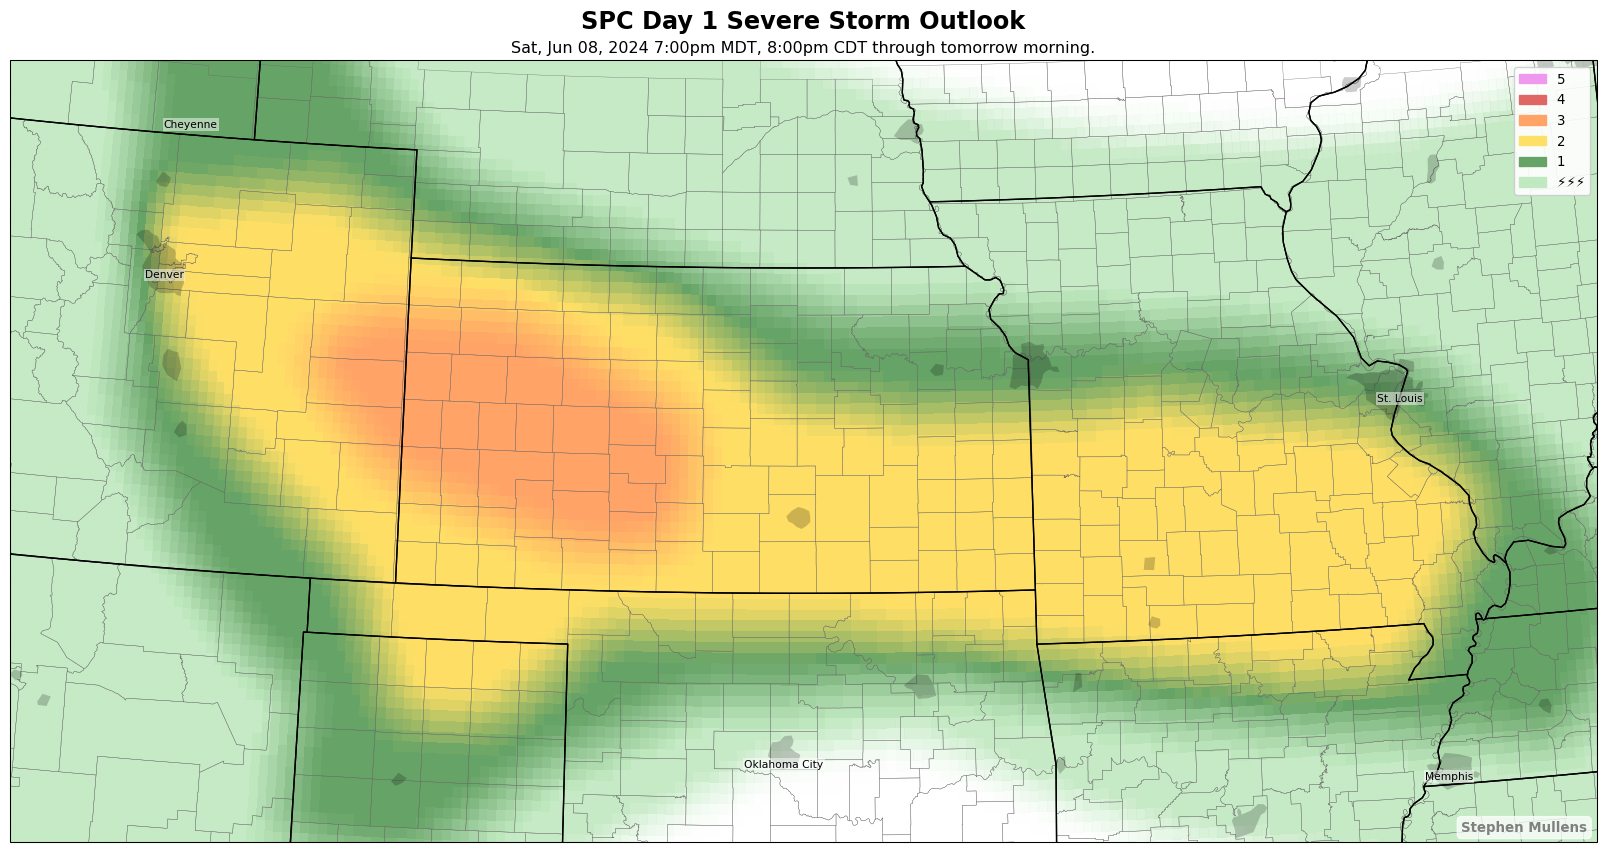 SPC Day 1 Severe Storm Outlook
Sat, Jun 08, 2024 7:00pm MDT, 8:00pm CDT through tomorrow morning.
5
4
3
2
1
⚡⚡⚡
Cheyenne
Denver
St. Louis
Oklahoma City
Memphis
Stephen Mullens